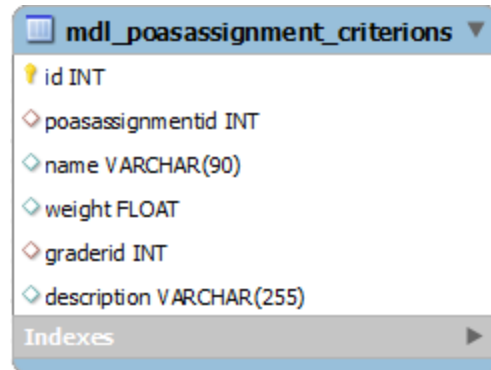 mdl_poasassignment_criterions
id INT
poasassignmentid INT
name VARCHAR(90)
weight FLOAT
graderid INT
description VARCHAR(255)
Indexes